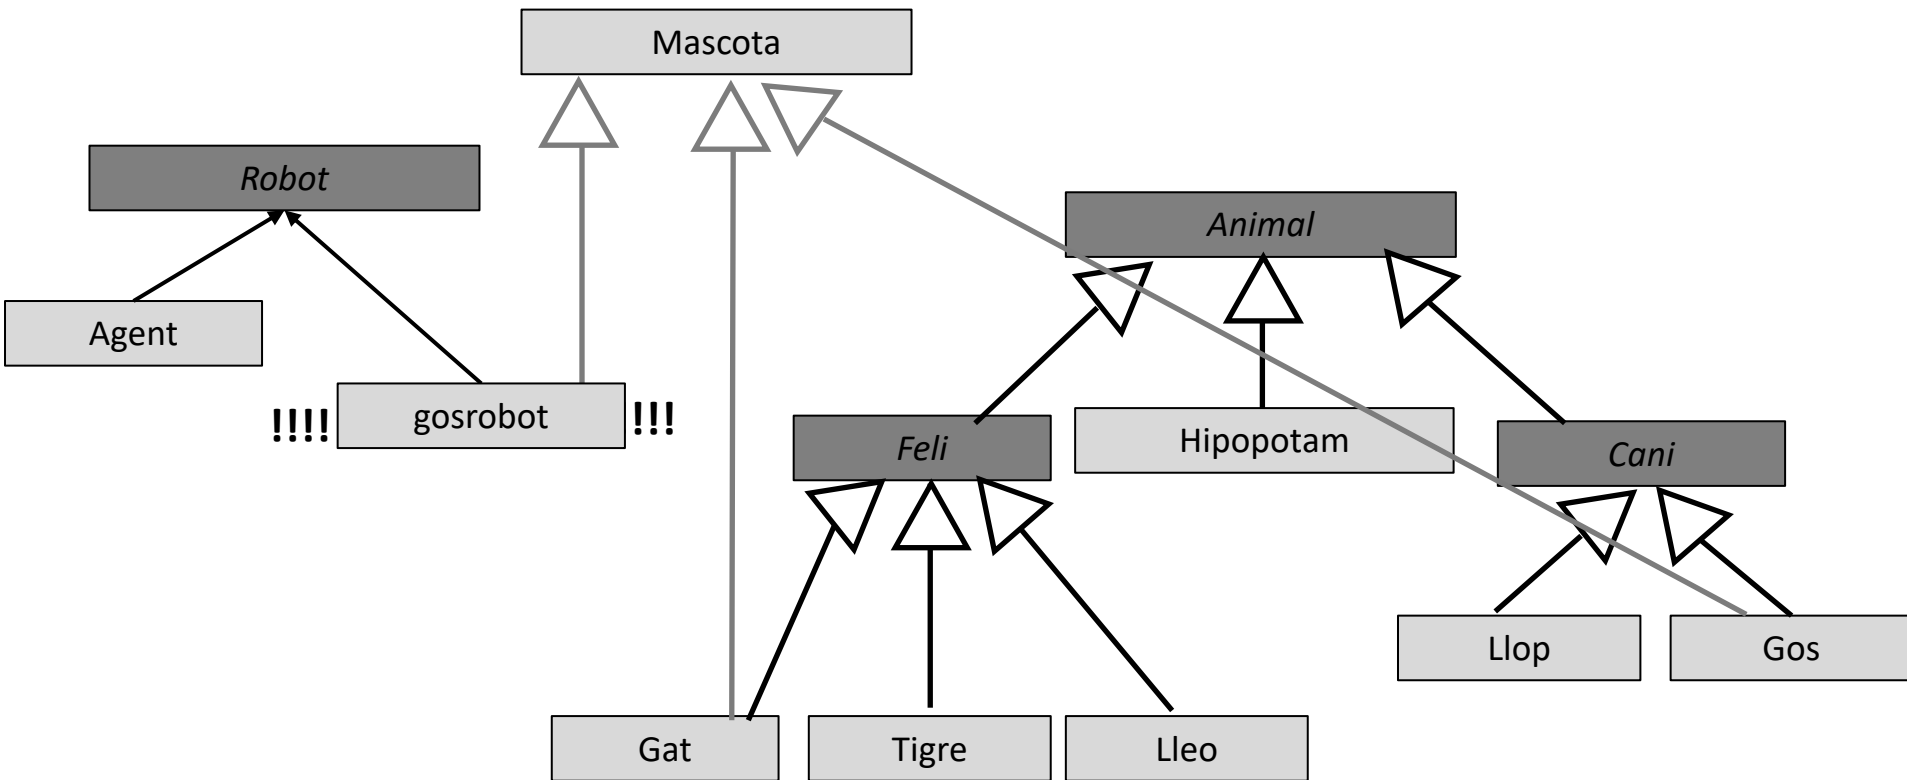 Mascota
Robot
Animal
Agent
!!!! gosrobot !!!
Feli
Hipopotam
Cani
Llop
Gos
Gat
Tigre
Lleo